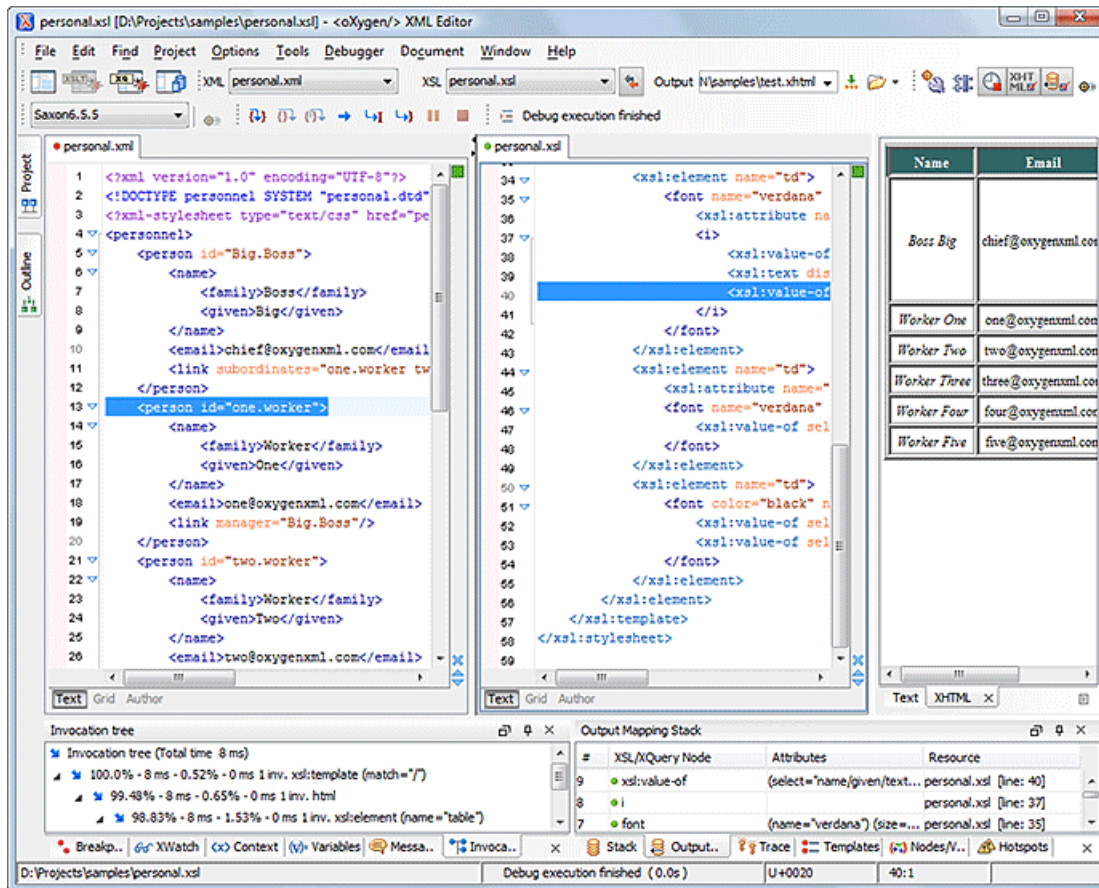 personal.xsl [D:\Projects\samples\personal.xsl] - <oXygen/> XML Editor
File Edit Find Project Options Tools Debugger Document Window Help
XML personal.xml XSL personal.xsl Output N\samples\test.xhtml
Saxon6.5.5 Debug execution finished
Project
Outline
personal.xml
1 <?xml version="1.0" encoding="UTF-8"?>
2 <!DOCTYPE personnel SYSTEM "personal.dtd"
3 <?xml-stylesheet type="text/css" href="pe
4 <personnel>
5 <person id="Big.Boss">
6 <name>
7 <family>Boss</family>
8 <given>Big</given>
9 </name>
10 <email>chief@oxygenxml.com</email
11 <link subordinates="one.worker tw
12 </person>
13 <person id="one.worker">
14 <name>
15 <family>Worker</family>
16 <given>One</given>
17 </name>
18 <email>one@oxygenxml.com</email>
19 <link manager="Big.Boss"/>
20 </person>
21 <person id="two.worker">
22 <name>
23 <family>Worker</family>
24 <given>Two</given>
25 </name>
26 <email>two@oxygenxml.com</email>
Text Grid Author
personal.xsl
34 <xsl:element name="td">
35 <font name="verdana"
36 <xsl:attribute na
37 <i>
38 <xsl:value-of
39 <xsl:text dis
40 <xsl:value-of
41 </i>
42 </font>
43 </xsl:element>
44 <xsl:element name="td">
45 <xsl:attribute name="
46 <font name="verdana"
47 <xsl:value-of sel
48 </font>
49 </xsl:element>
50 <xsl:element name="td">
51 <font color="black" n
52 <xsl:value-of sel
53 <xsl:value-of sel
54 </font>
55 </xsl:element>
56 </xsl:element>
57 </xsl:template>
58 </xsl:stylesheet>
59
Text Grid Author
Name Email
Boss Big chief@oxygenxml.com
Worker One one@oxygenxml.com
Worker Two two@oxygenxml.com
Worker Three three@oxygenxml.com
Worker Four four@oxygenxml.com
Worker Five five@oxygenxml.com
Text XHTML
Invocation tree
Invocation tree (Total time 8 ms)
100.0% - 8 ms - 0.52% - 0 ms 1 inv. xsl:template (match="/")
99.48% - 8 ms - 0.65% - 0 ms 1 inv. html
98.83% - 8 ms - 1.53% - 0 ms 1 inv. xsl:element (name="table")
Breakp.. XWatch Context Variables Messa.. Invoca..
Output Mapping Stack
# XSL/XQuery Node Attributes Resource
9 xsl:value-of (select="name/given/text... personal.xsl [line: 40]
8 i personal.xsl [line: 37]
7 font (name="verdana") (size=... personal.xsl [line: 35]
Stack Output.. Trace Templates Nodes/V.. Hotspots
D:\Projects\samples\personal.xsl Debug execution finished (0.0s) U+0020 40:1